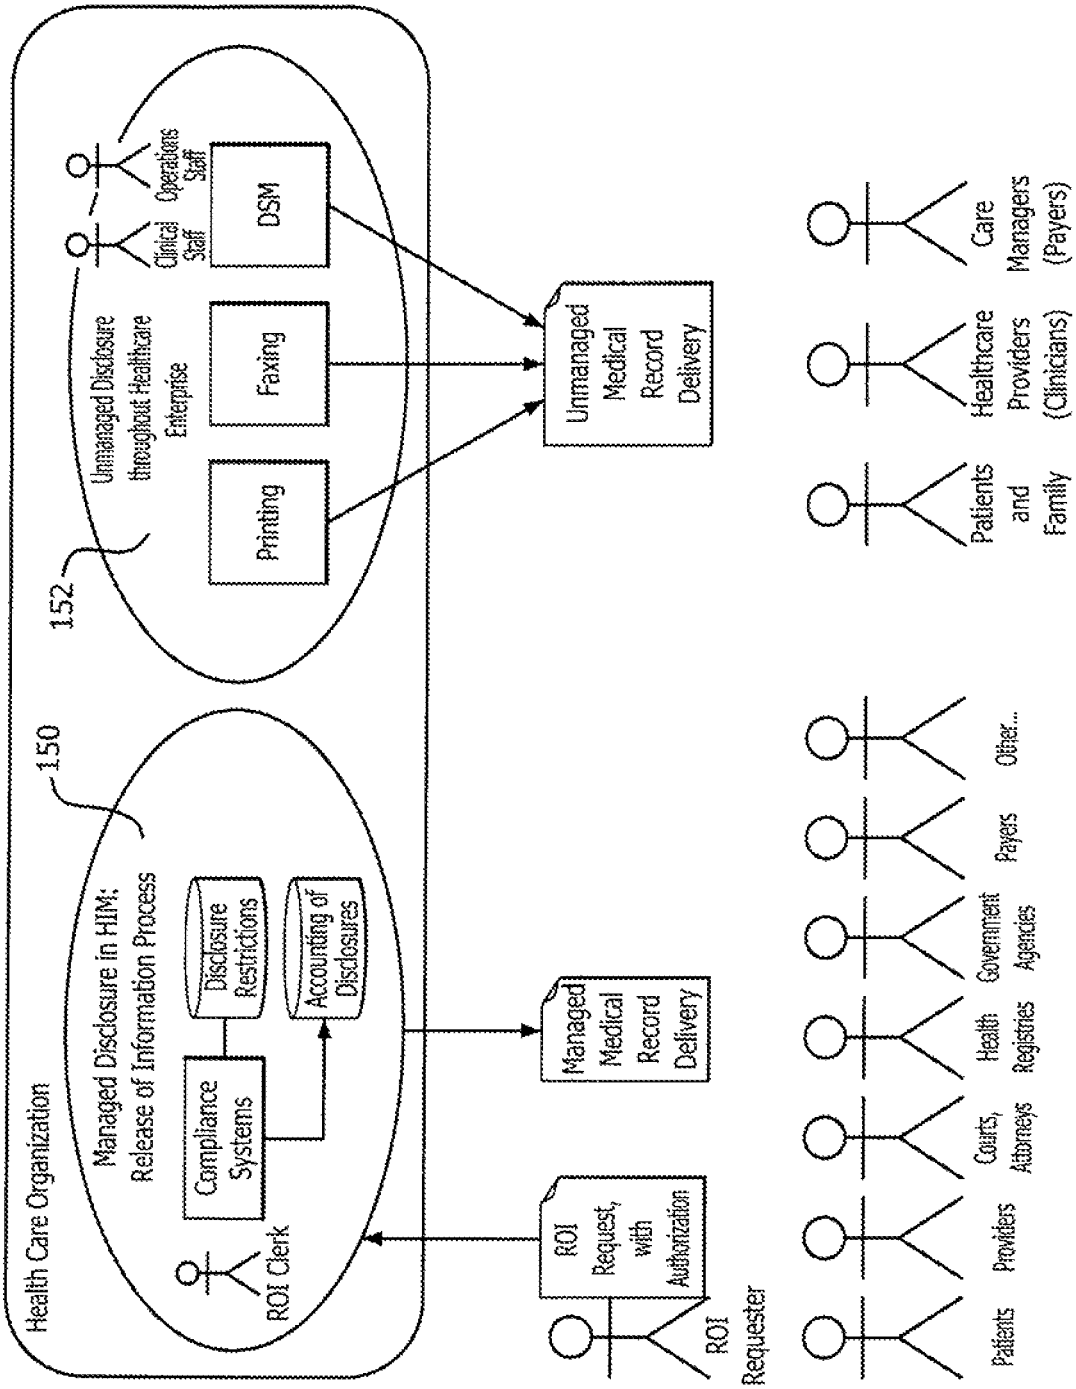 Health Care Organization
Managed Disclosure in HIM:
Release of Information Process
150
ROI Clerk
Compliance
Systems
Disclosure
Restrictions
Accounting of
Disclosures
152
Unmanaged Disclosure
throughout Healthcare
Enterprise
Clinical
Staff
Operations
Staff
Printing
Faxing
DSM
ROI
Requester
ROI
Request,
with
Authorization
Managed
Medical
Record
Delivery
Unmanaged
Medical
Record
Delivery
Patients
Providers
Courts,
Attorneys
Health
Registries
Government
Agencies
Payers
Other...
Patients
and
Family
Healthcare
Providers
(Clinicians)
Care
Managers
(Payers)